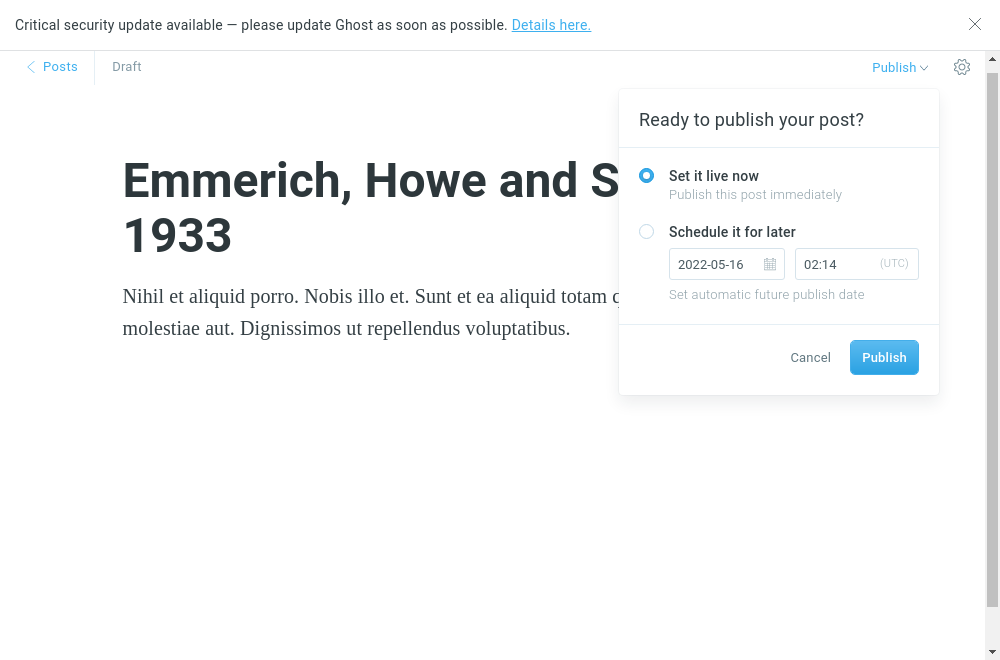 Critical security update available — please update Ghost as soon as possible. Details here.
Posts
Draft
Publish
Ready to publish your post?
Emmerich, Howe and S
1933
Set it live now
Publish this post immediately
Schedule it for later
2022-05-16
02:14
(UTC)
Set automatic future publish date
Nihil et aliquid porro. Nobis illo et. Sunt et ea aliquid totam
molestiae aut. Dignissimos ut repellendus voluptatibus.
Cancel
Publish